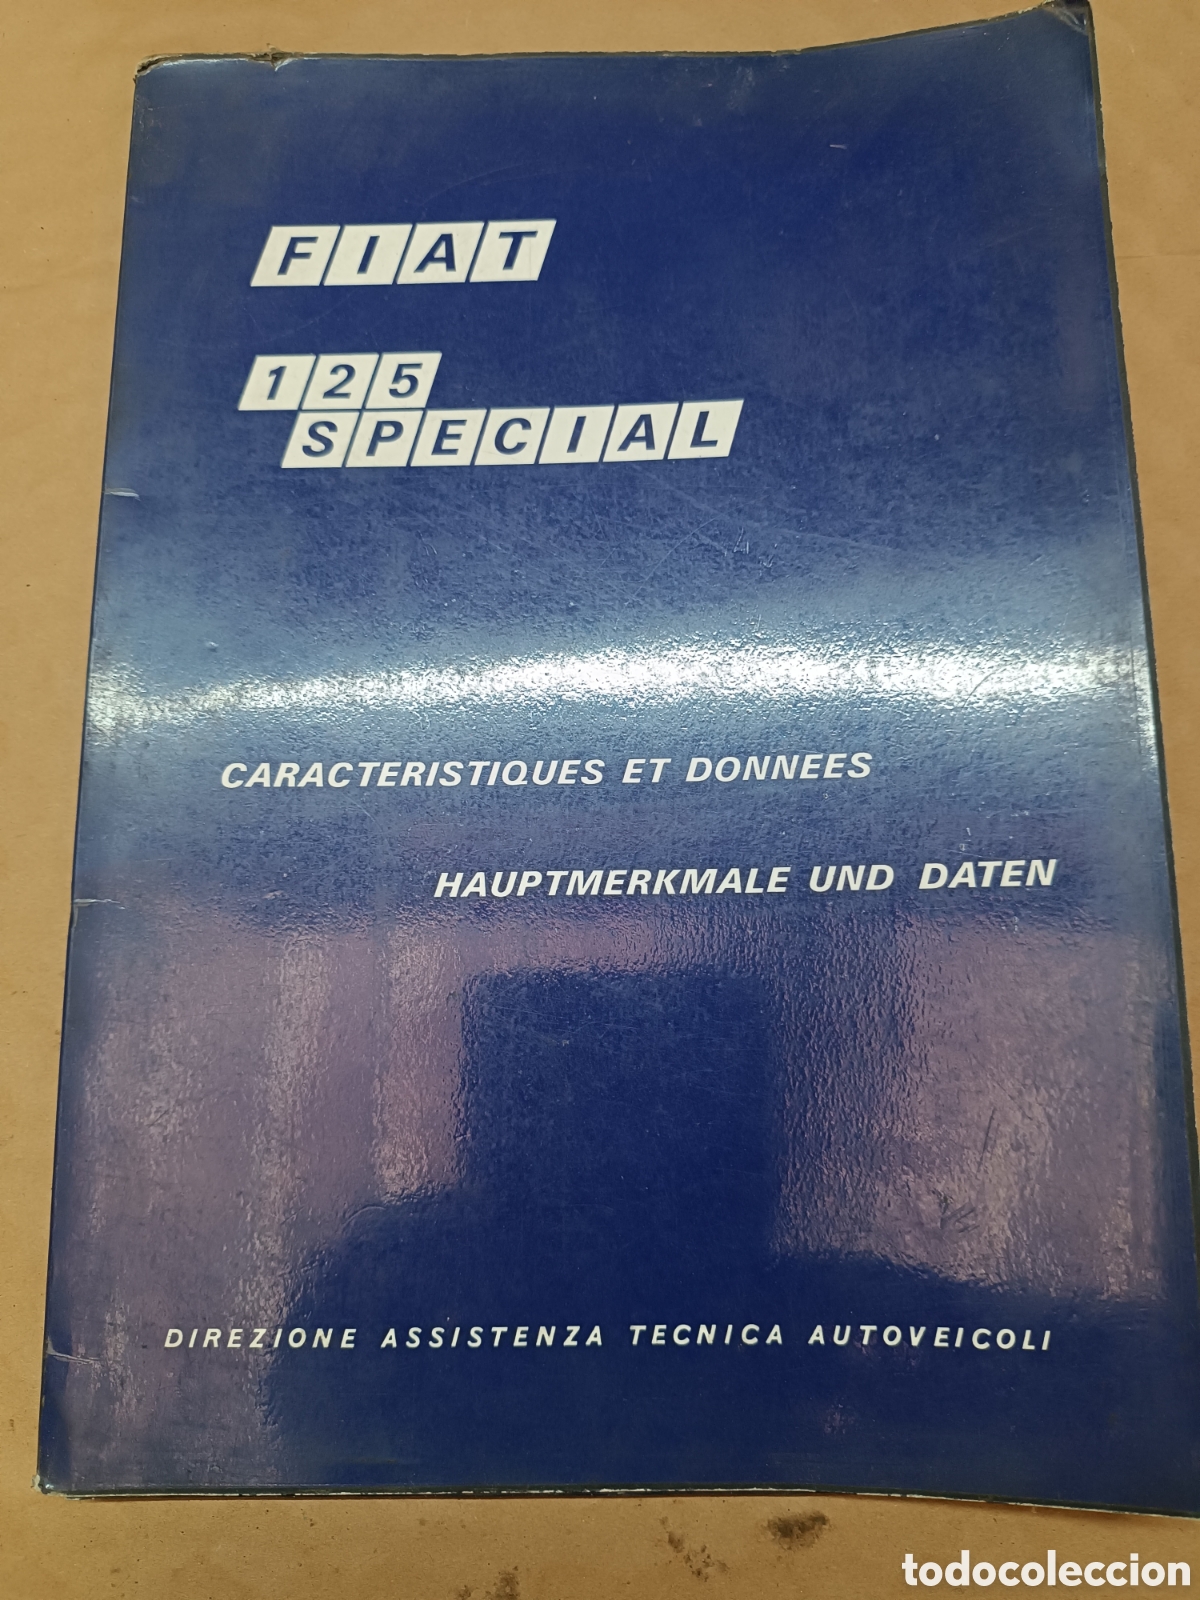 FIAT
125
SPECIAL
CARACTERISTIQUES ET DONNEES
HAUPTMERKMALE UND DATEN
DIREZIONE ASSISTENZA TECNICA AUTOVEICOLI
todocoleccion